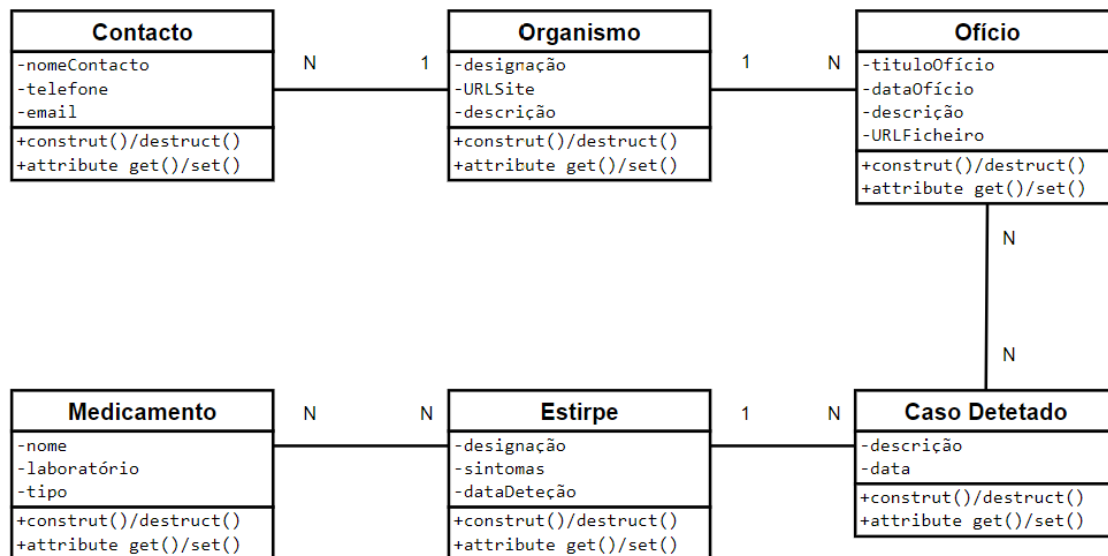 Contacto
-nomeContacto
-telefone
-email
+construt()/destruct()
+attribute get()/set()
N
1
Organismo
-designação
-URLSite
-descrição
+construt()/destruct()
+attribute get()/set()
1
N
Ofício
-tituloOfício
-dataOfício
-descrição
-URLFicheiro
+construt()/destruct()
+attribute get()/set()
N
N
Medicamento
-nome
-laboratório
-tipo
+construt()/destruct()
+attribute get()/set()
N
N
Estirpe
-designação
-sintomas
-dataDeteção
+construt()/destruct()
+attribute get()/set()
1
N
Caso Detetado
-descrição
-data
+construt()/destruct()
+attribute get()/set()